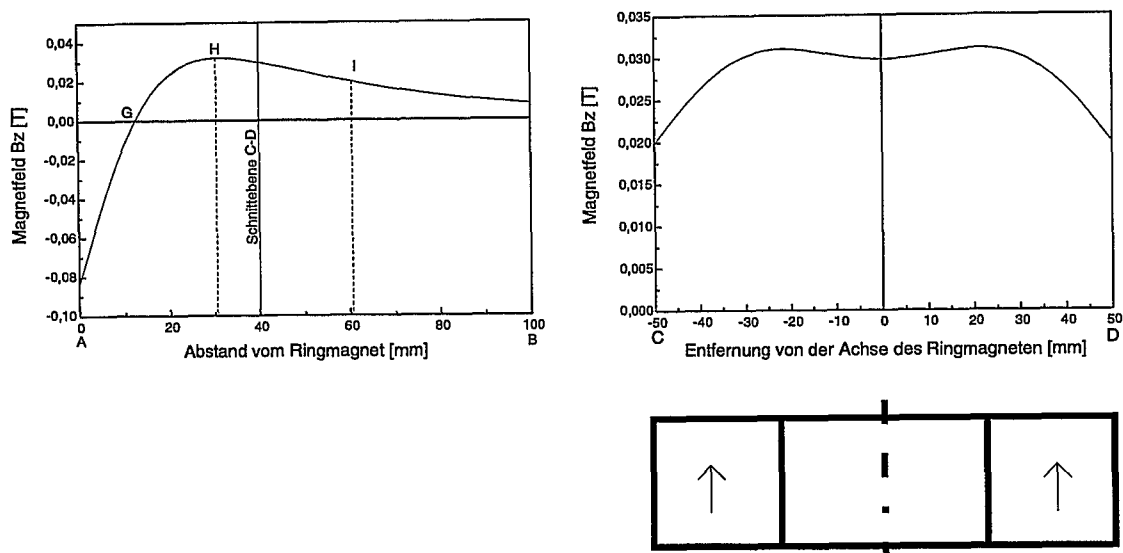 0,04
0,02
0,00
-0,02
-0,04
-0,06
-0,08
-0,10
Magnetfeld Bz [T]
G
H
I
Schnittebene C-D
0
20
40
60
80
100
A
B
Abstand vom Ringmagnet [mm]
0,035
0,030
0,025
0,020
0,015
0,010
0,005
0,000
Magnetfeld Bz [T]
-50
-40
-30
-20
-10
0
10
20
30
40
50
C
D
Entfernung von der Achse des Ringmagneten [mm]